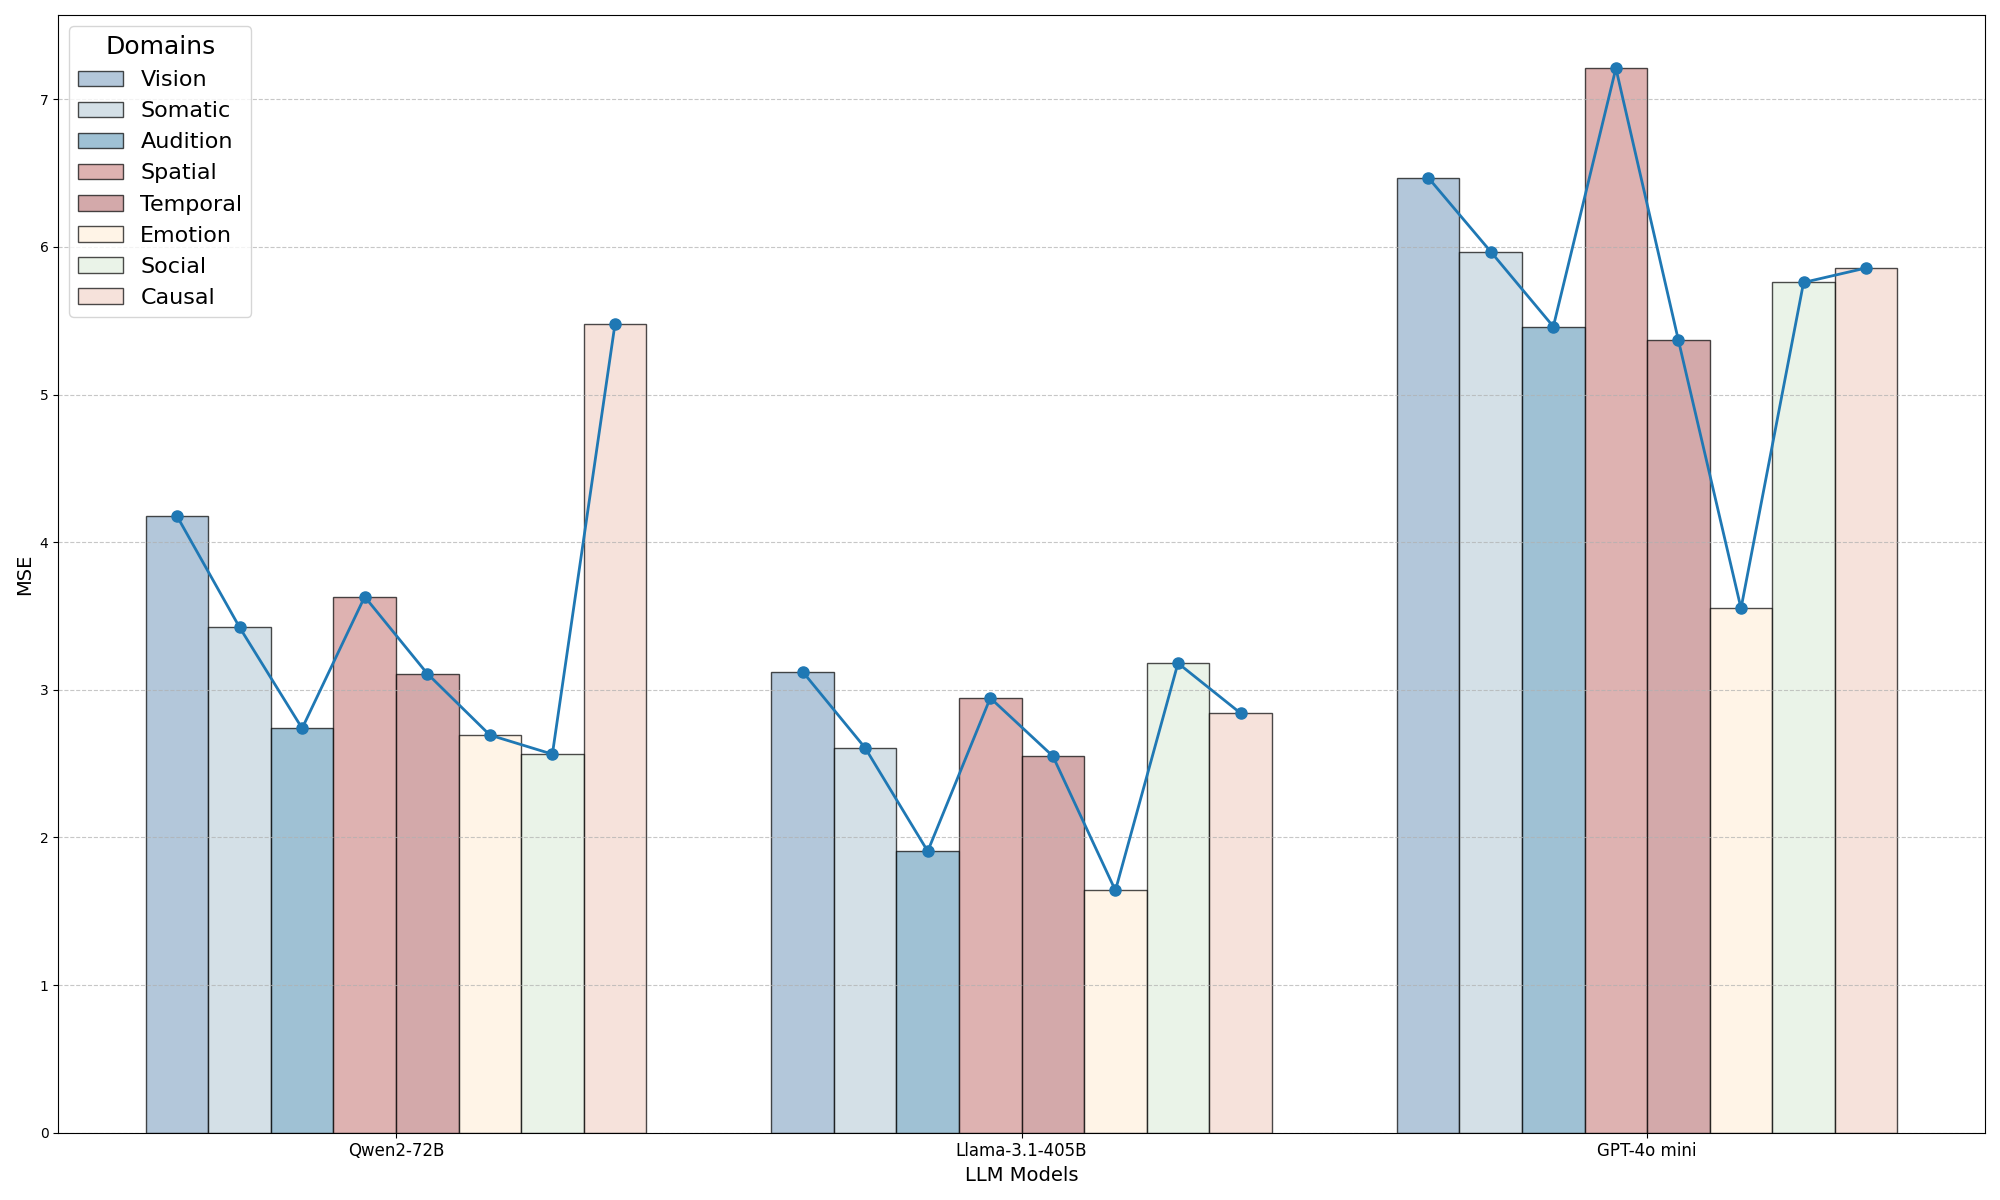 Domains
Vision
Somatic
Audition
Spatial
Temporal
Emotion
Social
Causal
7
6
5
4
3
2
1
0
MSE
Qwen2-72B
Llama-3.1-405B
GPT-4o mini
LLM Models